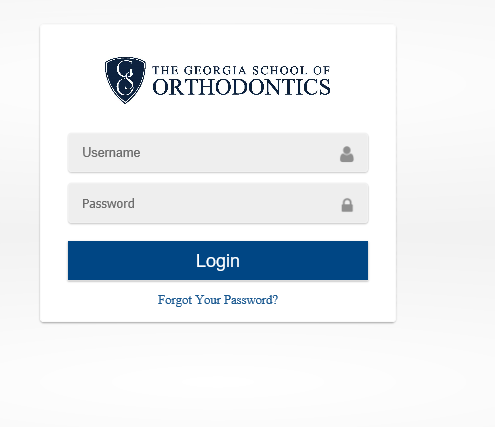 THE GEORGIA SCHOOL OF
ORTHODONTICS
Username
Password
Login
Forgot Your Password?